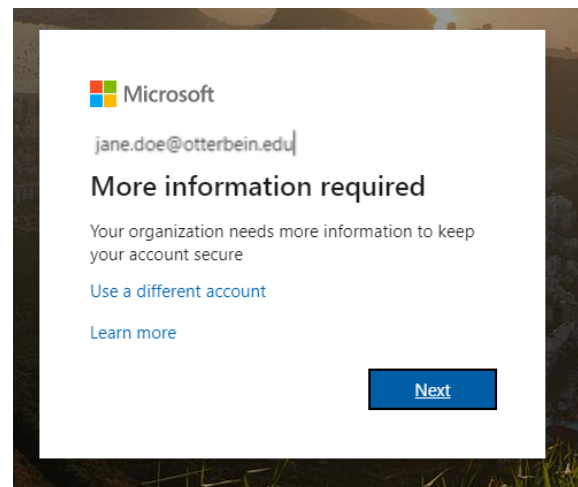 Microsoft
jane.doe@otterbein.edu
More information required
Your organization needs more information to keep
your account secure
Use a different account
Learn more
Next